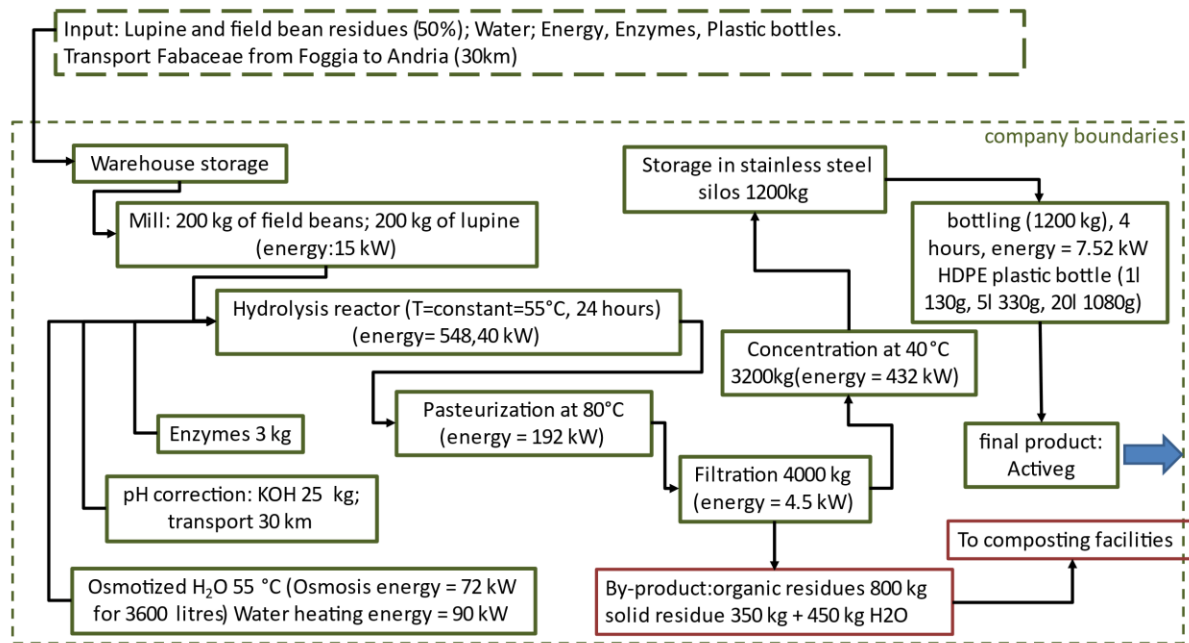 Input: Lupine and field bean residues (50%); Water; Energy, Enzymes, Plastic bottles.
Transport Fabaceae from Foggia to Andria (30km)
company boundaries
Warehouse storage
Mill: 200 kg of field beans; 200 kg of lupine
(energy:15 kW)
Hydrolysis reactor (T=constant=55°C, 24 hours)
(energy= 548,40 kW)
Enzymes 3 kg
pH correction: KOH 25 kg;
transport 30 km
Osmotized H₂O 55 °C (Osmosis energy = 72 kW
for 3600 litres) Water heating energy = 90 kW
Pasteurization at 80°C
(energy = 192 kW)
Filtration 4000 kg
(energy = 4.5 kW)
Concentration at 40°C
3200kg(energy = 432 kW)
Storage in stainless steel
silos 1200kg
bottling (1200 kg), 4
hours, energy = 7.52 kW
HDPE plastic bottle (1l
130g, 5l 330g, 20l 1080g)
final product:
Activeg
By-product:organic residues 800 kg
solid residue 350 kg + 450 kg H2O
To composting facilities